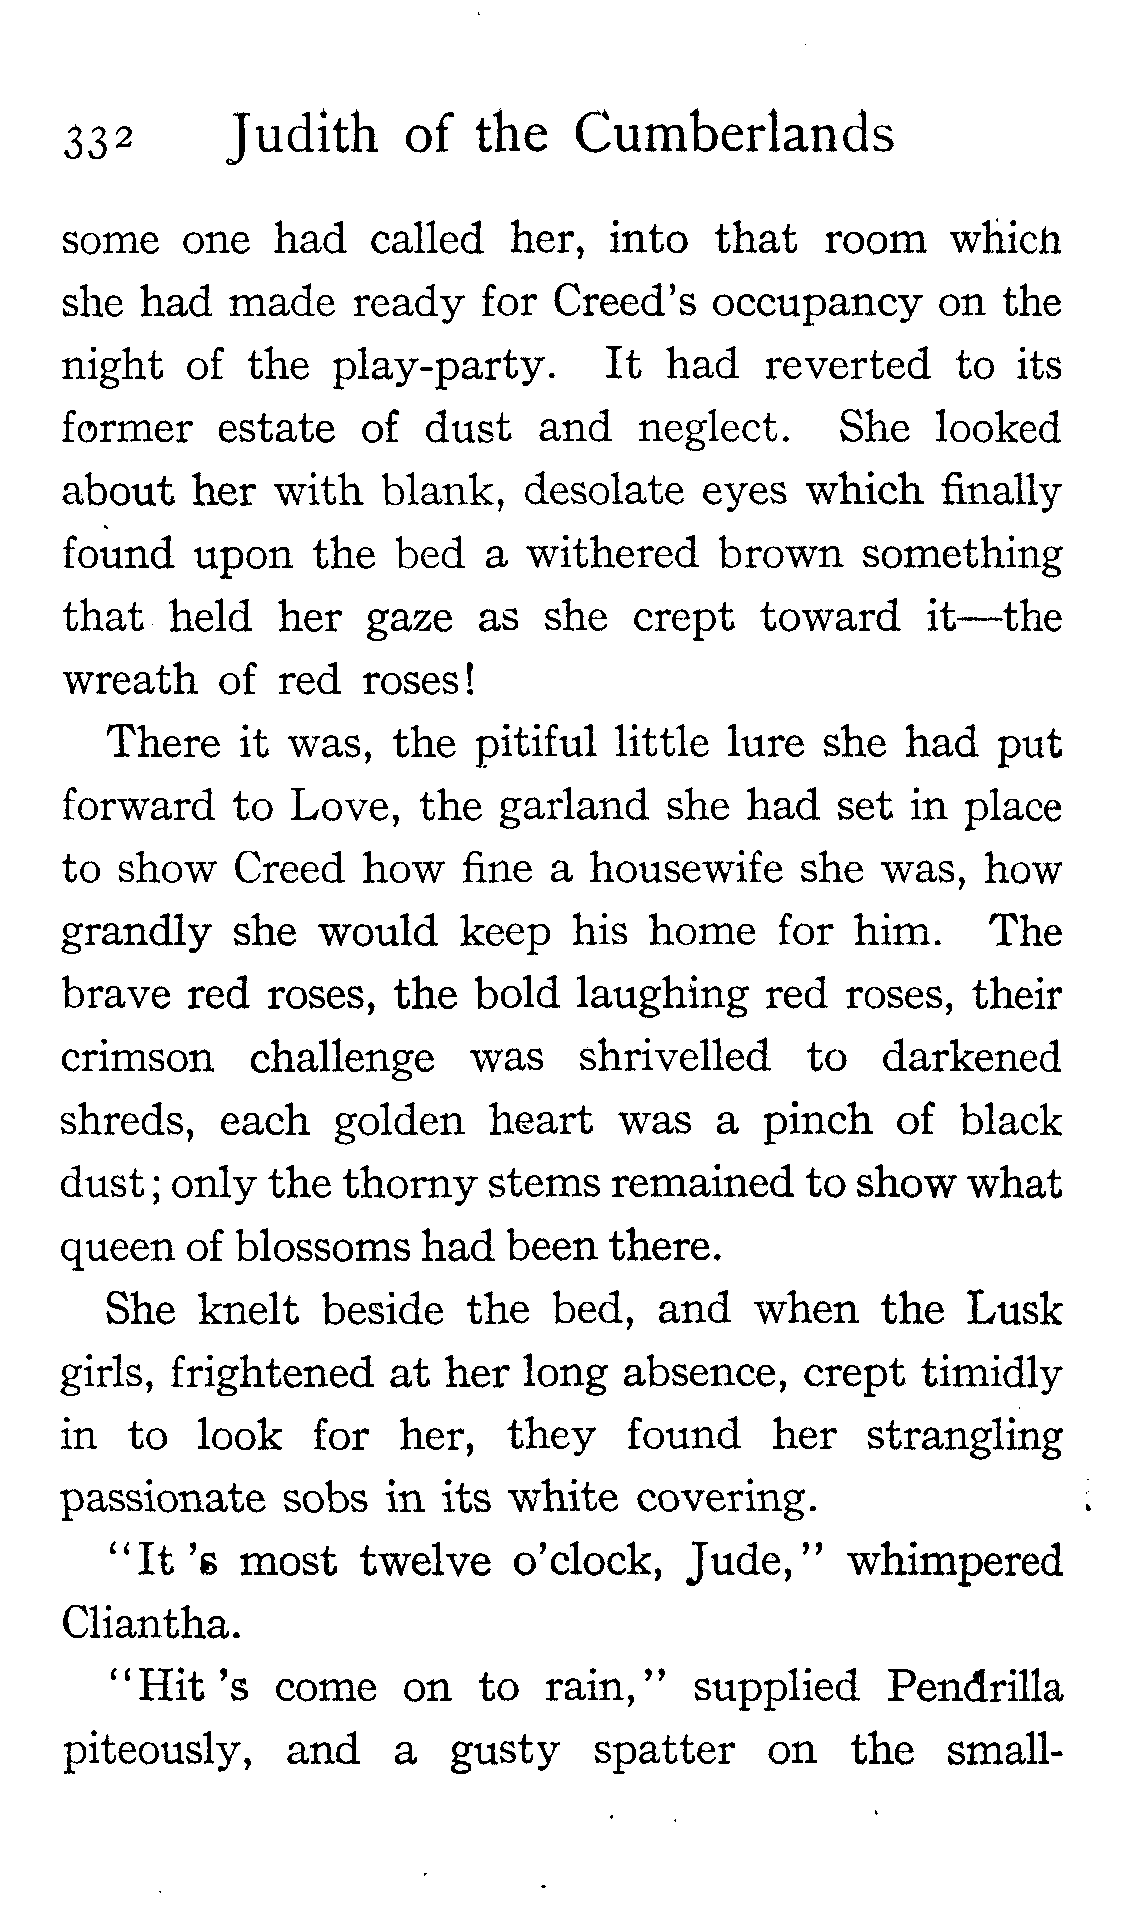 332 Judith of the Cumberlands
some one had called her, into that room which
she had made ready for Creed's occupancy on the
night of the play-party. It had reverted to its
former estate of dust and neglect. She looked
about her with blank, desolate eyes which finally
found upon the bed a withered brown something
that held her gaze as she crept toward it—the
wreath of red roses!
There it was, the pitiful little lure she had put
forward to Love, the garland she had set in place
to show Creed how fine a housewife she was, how
grandly she would keep his home for him. The
brave red roses, the bold laughing red roses, their
crimson challenge was shrivelled to darkened
shreds, each golden heart was a pinch of black
dust; only the thorny stems remained to show what
queen of blossoms had been there.
She knelt beside the bed, and when the Lusk
girls, frightened at her long absence, crept timidly
in to look for her, they found her strangling
passionate sobs in its white covering.
"It 's most twelve o'clock, Jude," whimpered
Cliantha.
"Hit 's come on to rain," supplied Pendrilla
piteously, and a gusty spatter on the small-